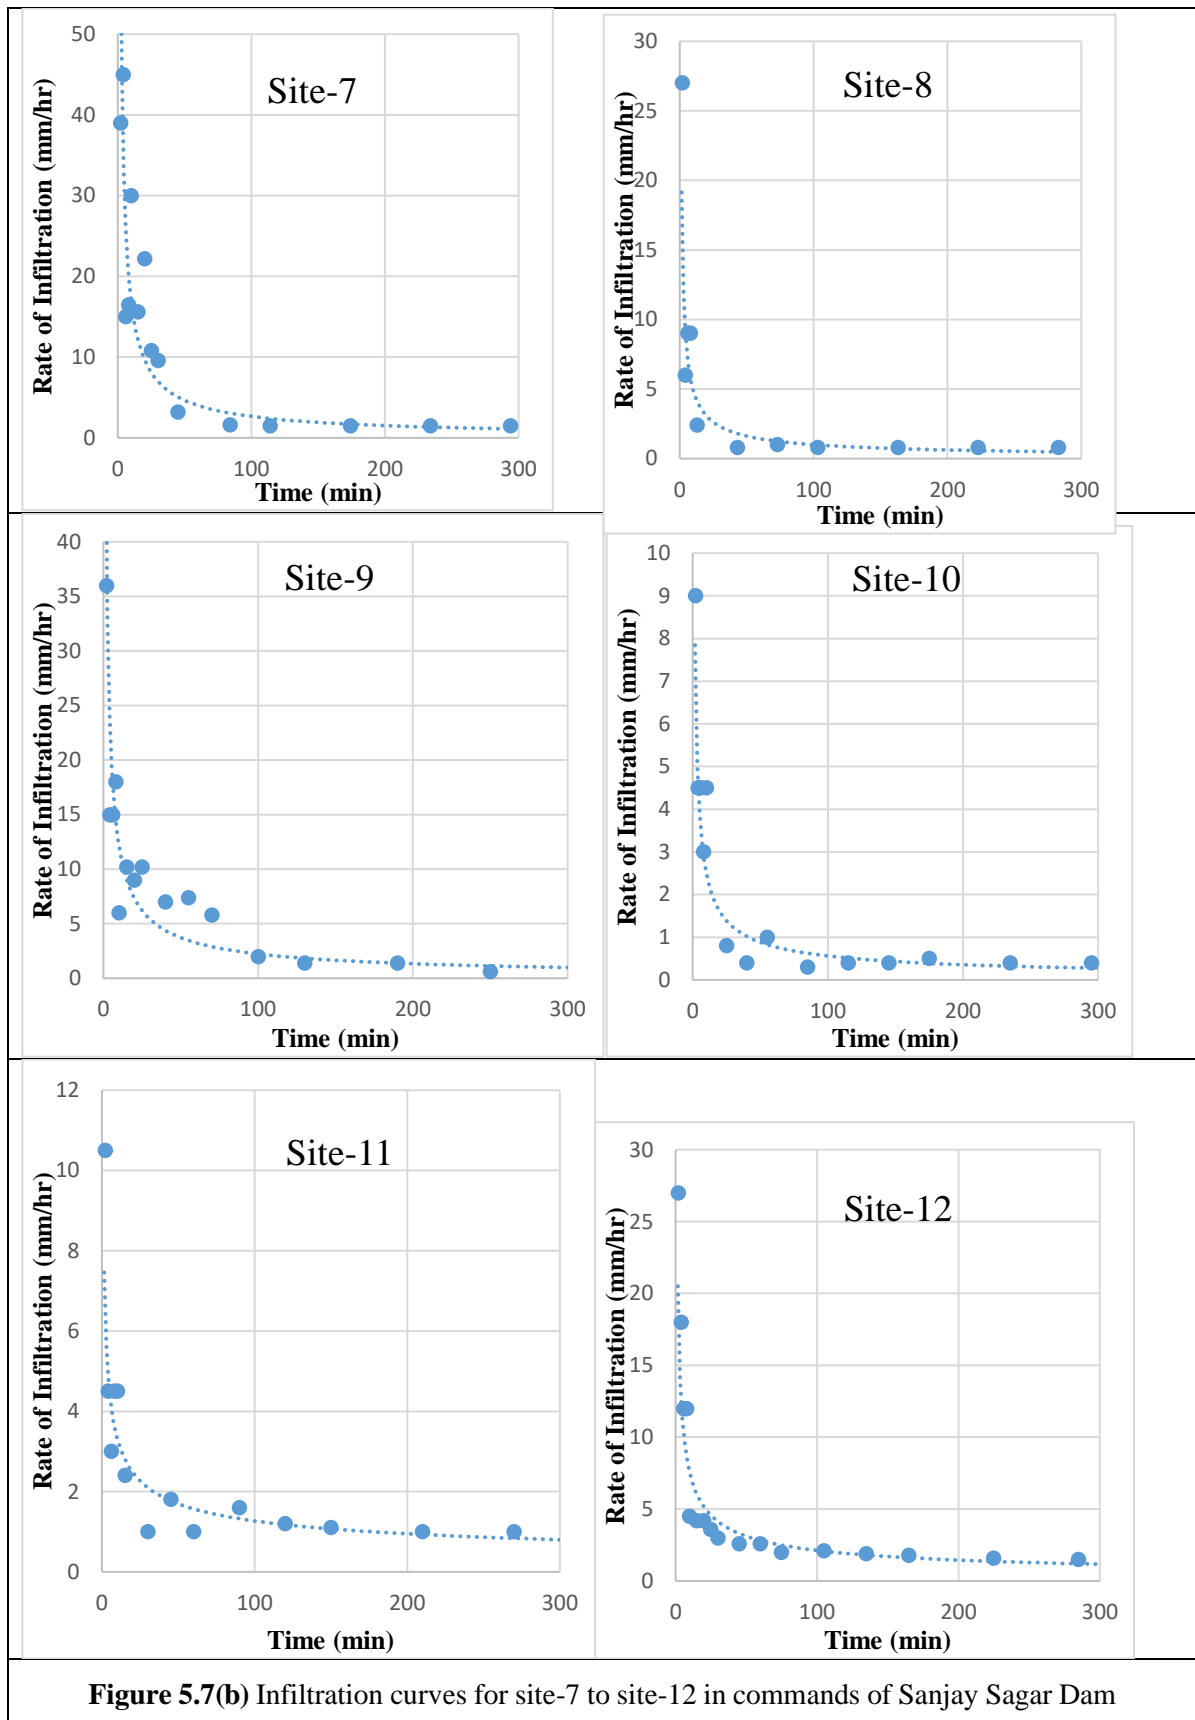 Site-7
Rate of Infiltration (mm/hr)
50
40
30
20
10
0
0 100 200 300
Time (min)
Site-8
Rate of Infiltration (mm/hr)
30
25
20
15
10
5
0
0 100 200 300
Time (min)
Site-9
Rate of Infiltration (mm/hr)
40
35
30
25
20
15
10
5
0
0 100 200 300
Time (min)
Site-10
Rate of Infiltration (mm/hr)
10
9
8
7
6
5
4
3
2
1
0
0 100 200 300
Time (min)
Site-11
Rate of Infiltration (mm/hr)
12
10
8
6
4
2
0
0 100 200 300
Time (min)
Site-12
Rate of Infiltration (mm/hr)
30
25
20
15
10
5
0
0 100 200 300
Time (min)
Figure 5.7(b) Infiltration curves for site-7 to site-12 in commands of Sanjay Sagar Dam